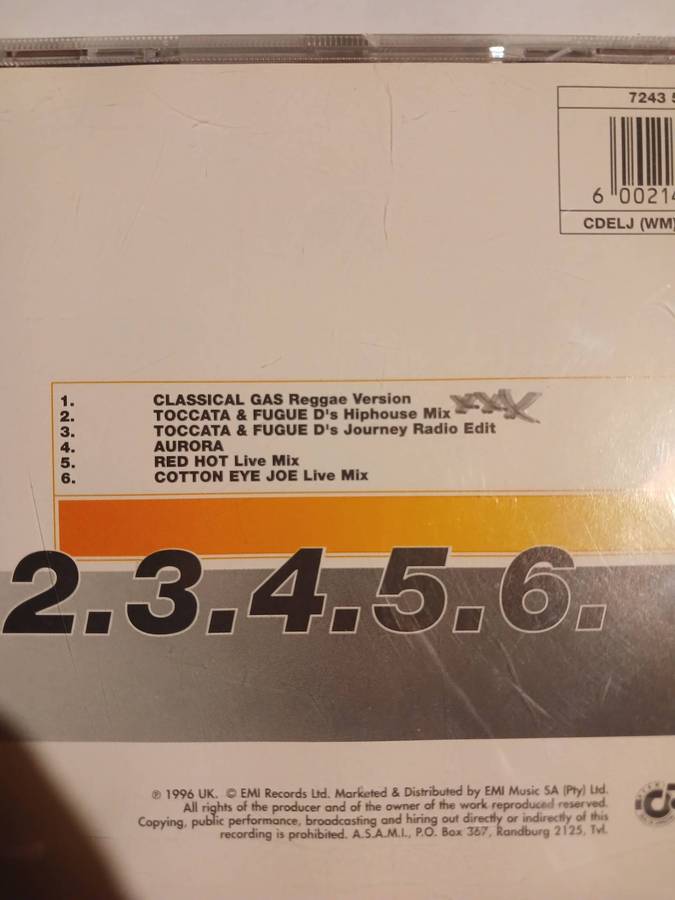 7243 5
6 00214
CDELJ (WM)
1. CLASSICAL GAS Reggae Version
2. TOCCATA & FUGUE D's Hiphouse Mix xxx
3. TOCCATA & FUGUE D's Journey Radio Edit
4. AURORA
5. RED HOT Live Mix
6. COTTON EYE JOE Live Mix
2.3.4.5.6.
℗ 1996 UK. © EMI Records Ltd. Marketed & Distributed by EMI Music SA (Pty) Ltd.
All rights of the producer and of the owner of the work reproduced reserved.
Copying, public performance, broadcasting and hiring out directly or indirectly of this
recording is prohibited. A.S.A.M.I., P.O. Box 367, Randburg 2125, Tvl.